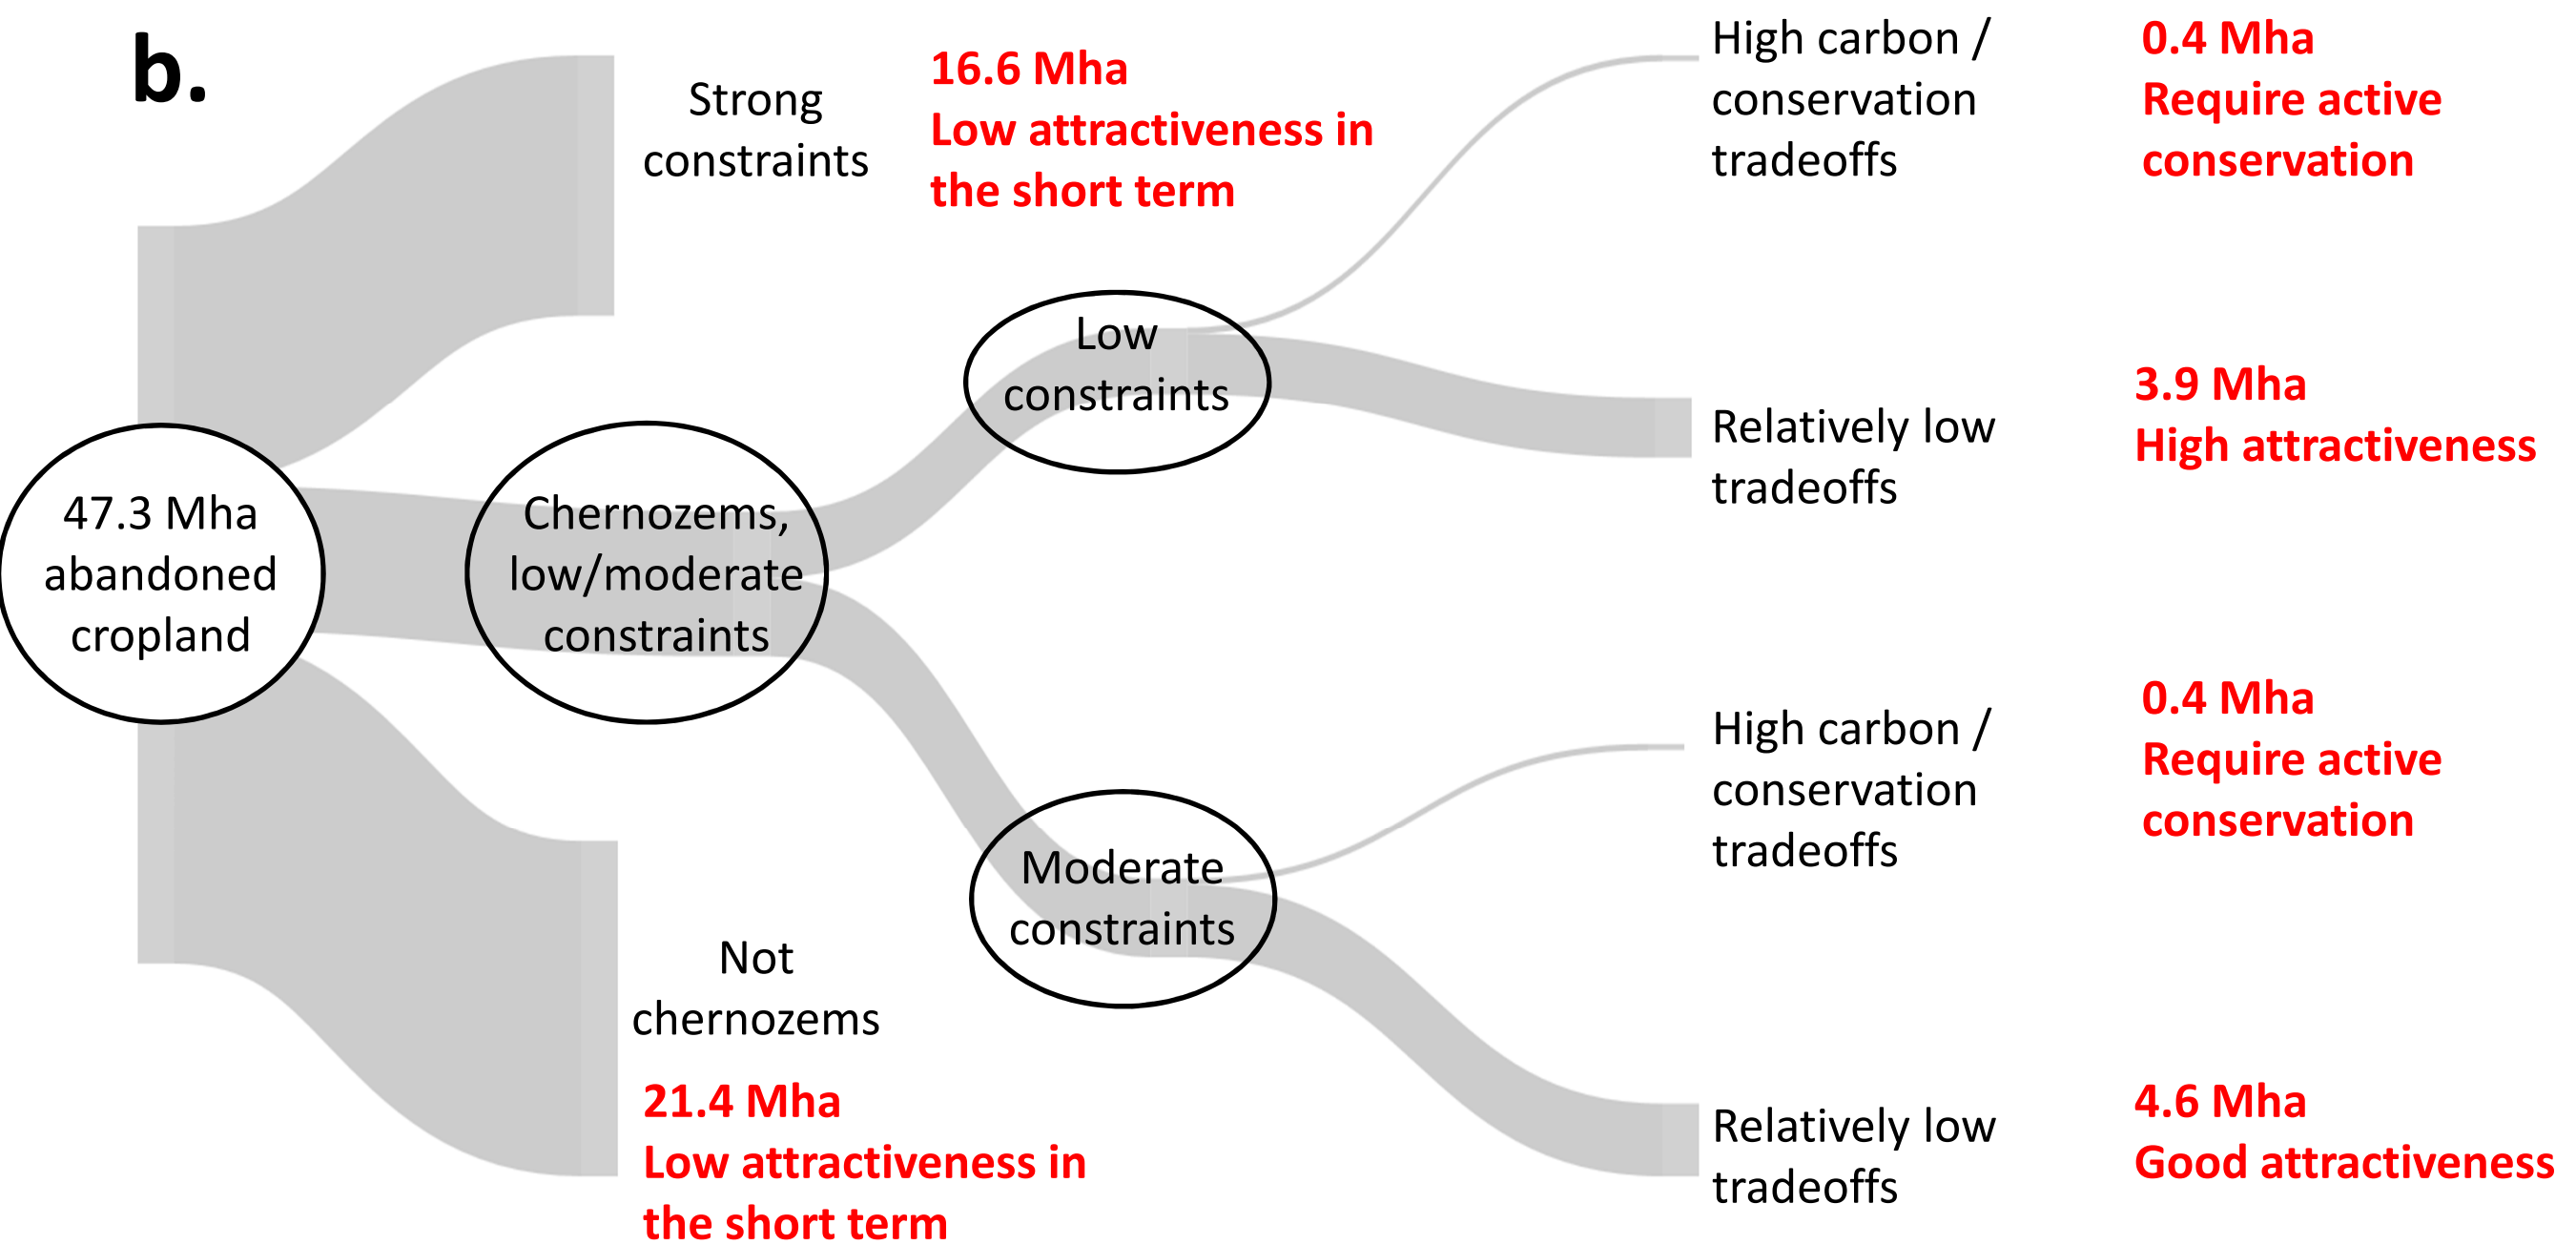 b.
Strong
constraints
16.6 Mha
Low attractiveness in
the short term
High carbon /
conservation
tradeoffs
0.4 Mha
Require active
conservation
Low
constraints
Relatively low
tradeoffs
3.9 Mha
High attractiveness
47.3 Mha
abandoned
cropland
Chernozems,
low/moderate
constraints
High carbon /
conservation
tradeoffs
0.4 Mha
Require active
conservation
Moderate
constraints
Not
chernozems
21.4 Mha
Low attractiveness in
the short term
Relatively low
tradeoffs
4.6 Mha
Good attractiveness